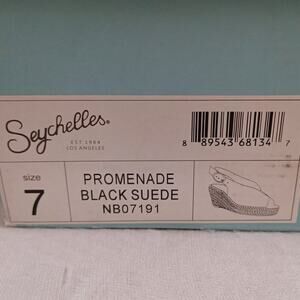 Seychelles
EST. 1984
LOS ANGELES
8 89543 68134 7
size
7
PROMENADE
BLACK SUEDE
NB07191